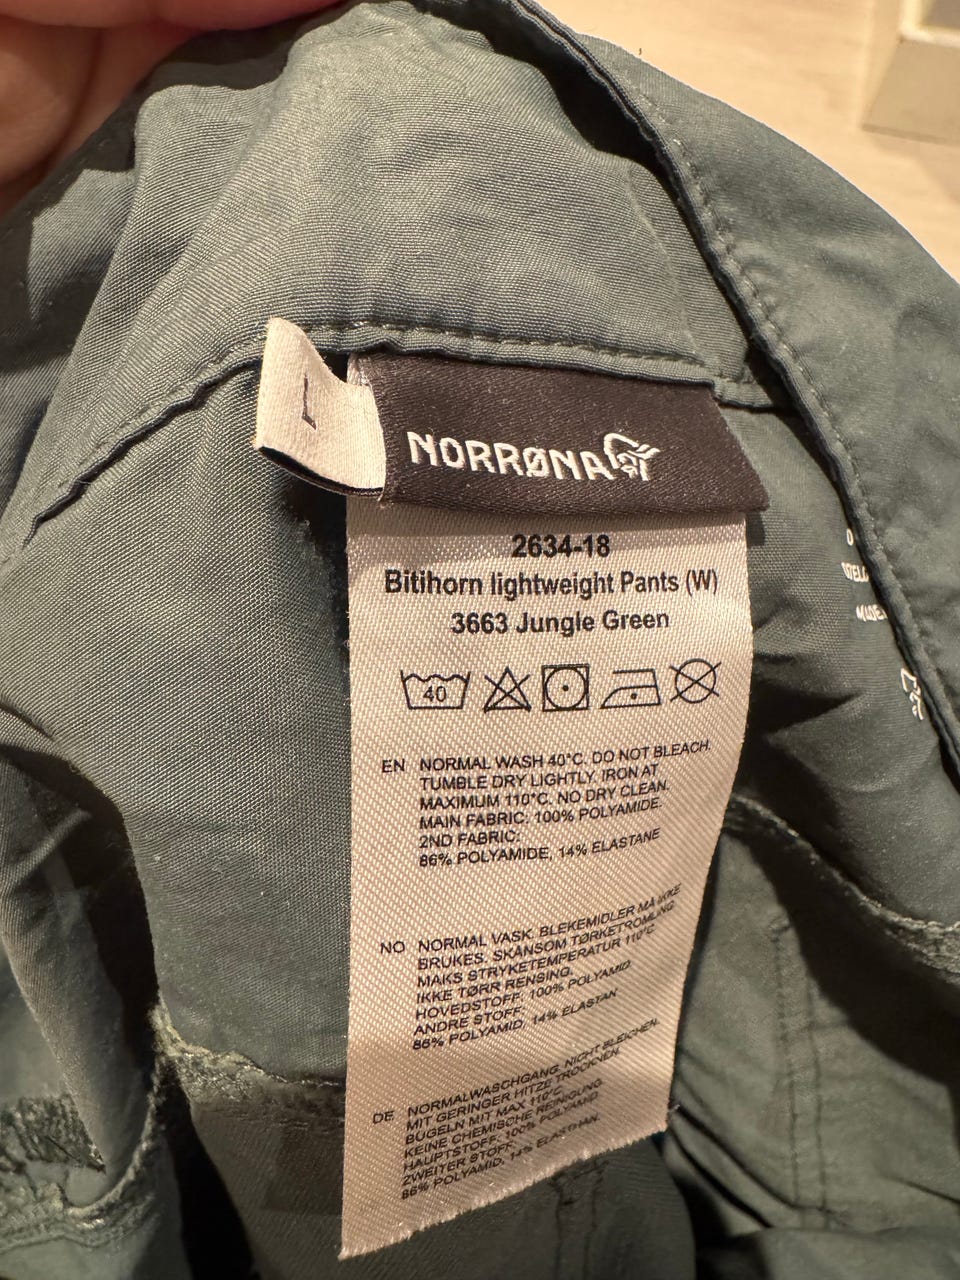 L
NORRØNA
2634-18
Bitihorn lightweight Pants (W)
3663 Jungle Green
40
EN NORMAL WASH 40°C. DO NOT BLEACH.
TUMBLE DRY LIGHTLY. IRON AT
MAXIMUM 110°C. NO DRY CLEAN.
MAIN FABRIC: 100% POLYAMIDE.
2ND FABRIC:
86% POLYAMIDE, 14% ELASTANE
NO NORMAL VASK. BLEKEMIDLER MÅ IKKE
BRUKES. SKÅNSOM TØRKETROMLING
MAKS STRYKETEMPERATUR 110°C
IKKE TØRR RENSING.
HOVEDSTOFF: 100% POLYAMID.
ANDRE STOFF:
86% POLYAMID, 14% ELASTAN
DE NORMALWASCHGANG. NICHT BLEICHEN.
MIT GERINGER HITZE TROCKNEN.
BÜGELN MIT MAX 110°C.
KEINE CHEMISCHE REINIGUNG.
HAUPTSTOFF: 100% POLYAMID.
ZWEITER STOFF:
86% POLYAMID, 14% ELASTHAN.